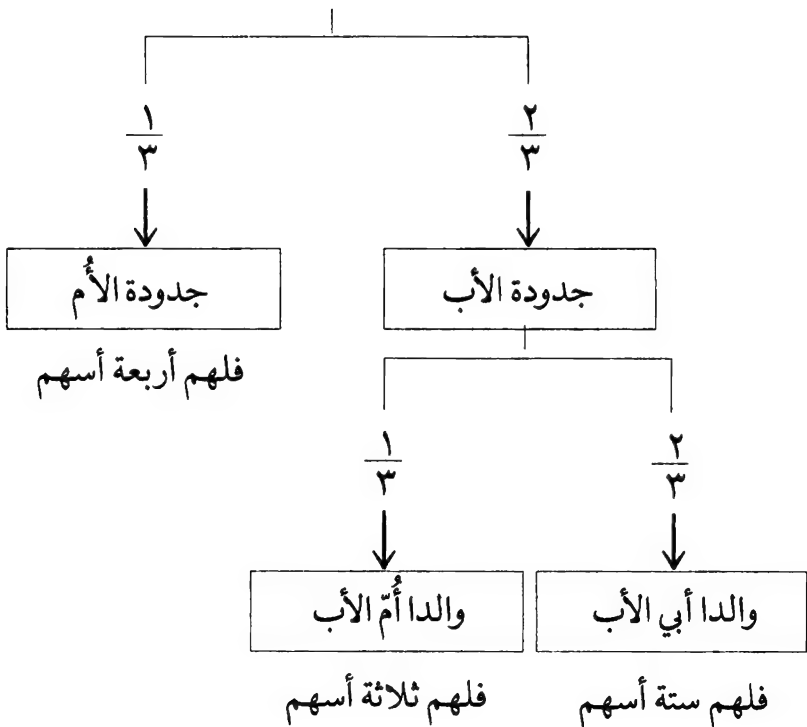 ٢/٣
١/٣
جدودة الأب
جدودة الأُم
فلهم أربعة أسهم
٢/٣
١/٣
والدا أبي الأب
والدا أُمّ الأب
فلهم ستة أسهم
فلهم ثلاثة أسهم